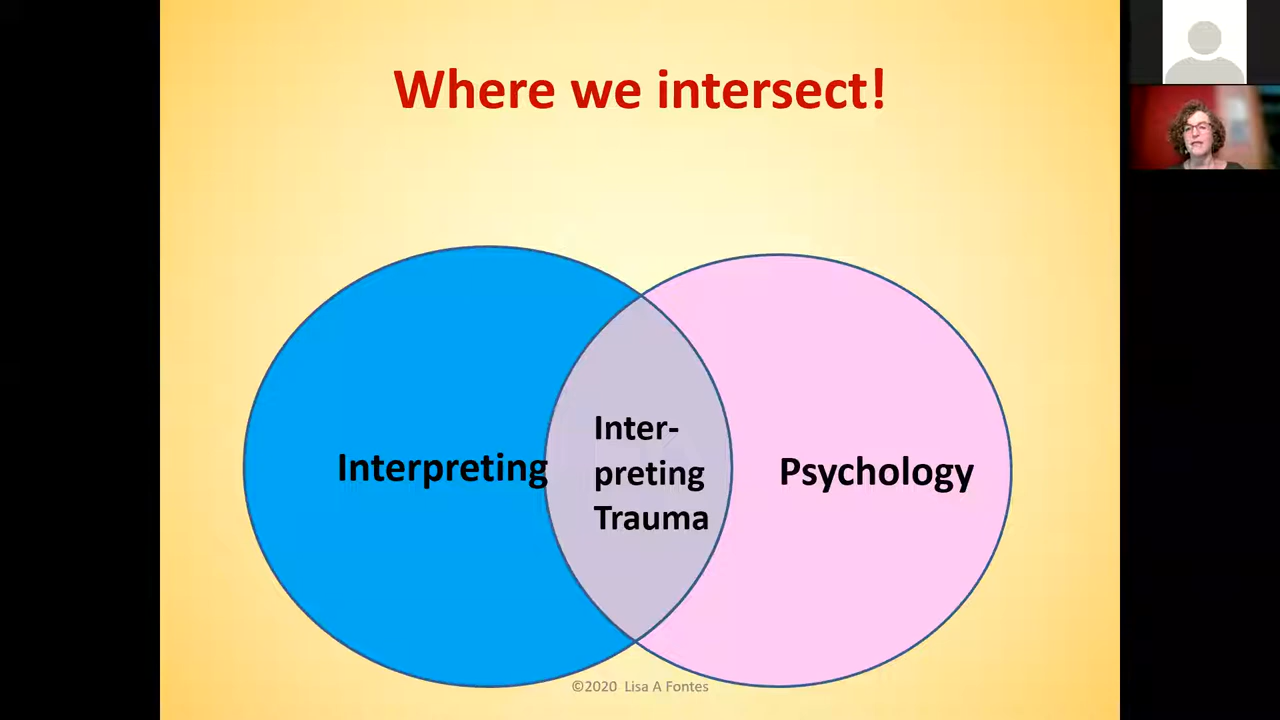 Where we intersect!
Interpreting
Inter-
preting
Trauma
Psychology
©2020 Lisa A Fontes